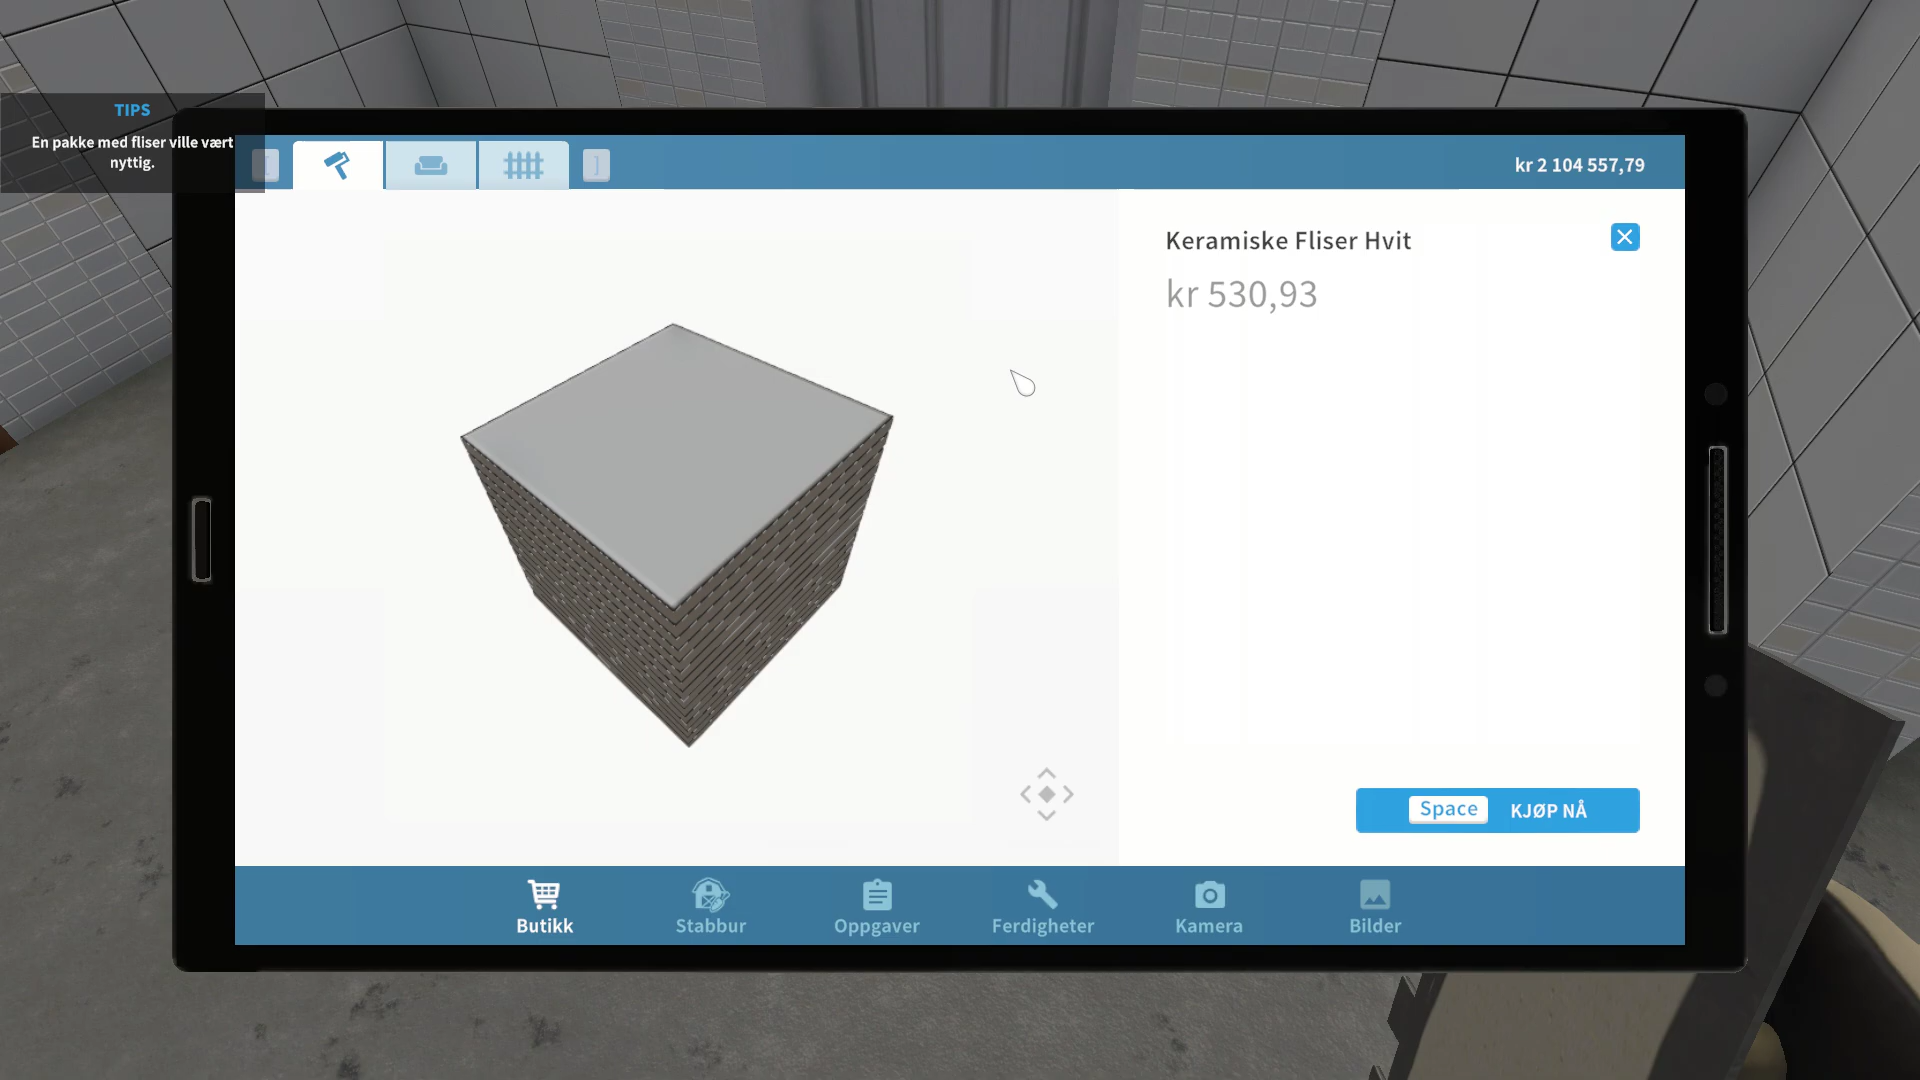 TIPS
En pakke med fliser ville vært
nyttig.
]
kr 2 104 557,79
Keramiske Fliser Hvit
kr 530,93
Space KJØP NÅ
Butikk
Stabbur
Oppgaver
Ferdigheter
Kamera
Bilder